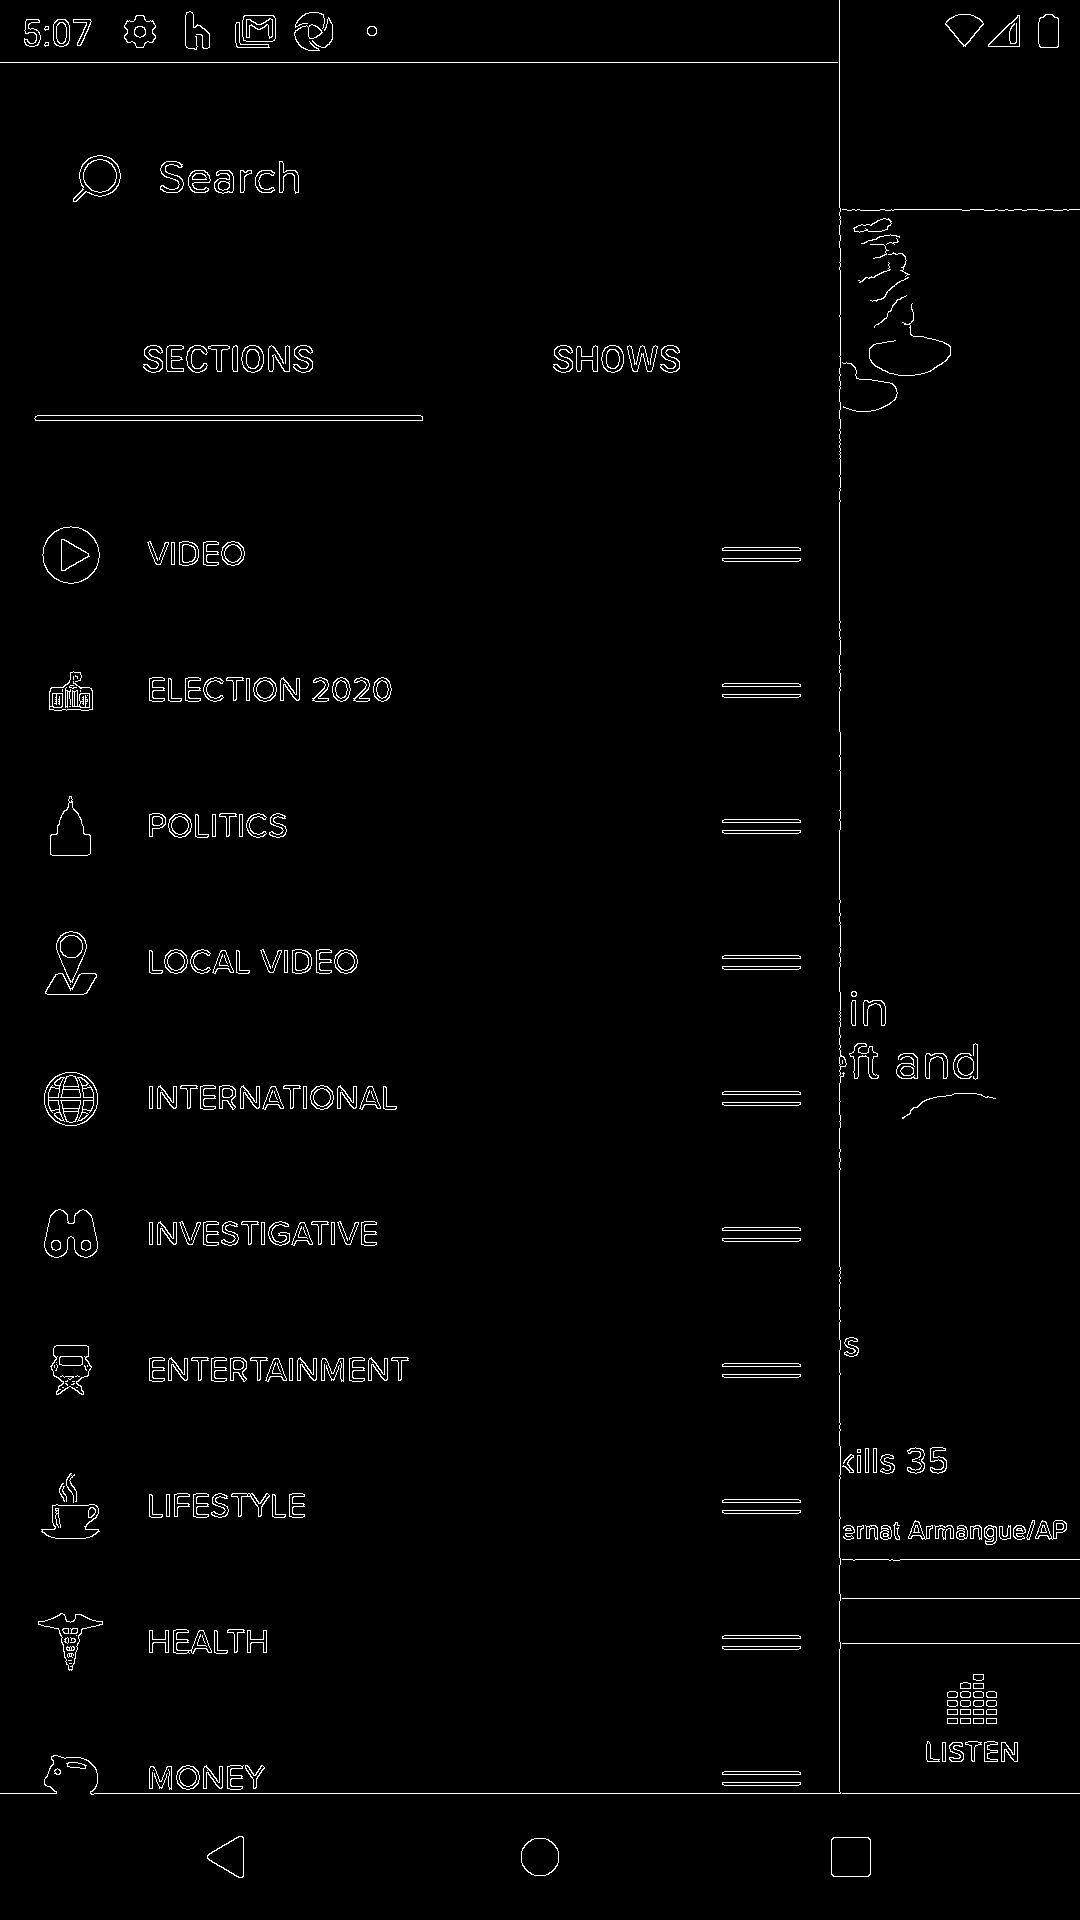 5:07
Search
SECTIONS SHOWS
VIDEO
ELECTION 2020
POLITICS
LOCAL VIDEO
in
eft and
INTERNATIONAL
INVESTIGATIVE
s
ENTERTAINMENT
kills 35
LIFESTYLE
ernat Armangue/AP
HEALTH
LISTEN
MONEY